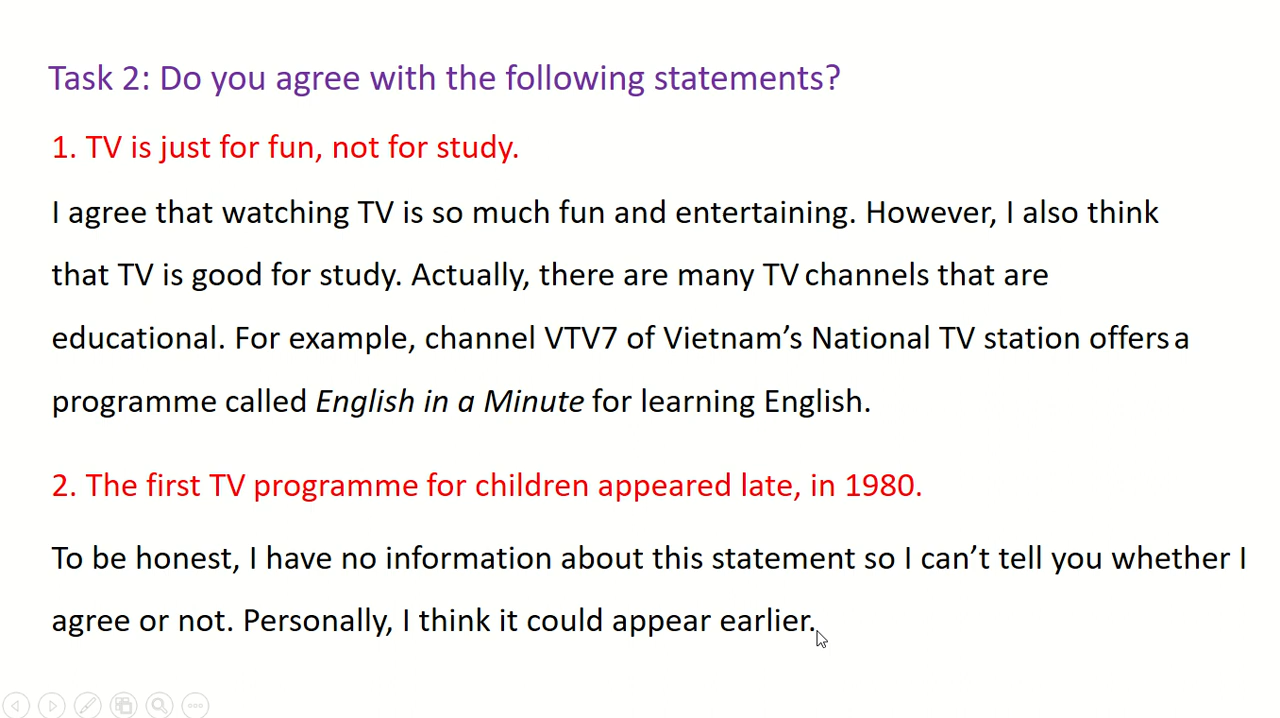 Task 2: Do you agree with the following statements?
1. TV is just for fun, not for study.
I agree that watching TV is so much fun and entertaining. However, I also think
that TV is good for study. Actually, there are many TV channels that are
educational. For example, channel VTV7 of Vietnam’s National TV station offers a
programme called English in a Minute for learning English.
2. The first TV programme for children appeared late, in 1980.
To be honest, I have no information about this statement so I can’t tell you whether I
agree or not. Personally, I think it could appear earlier.